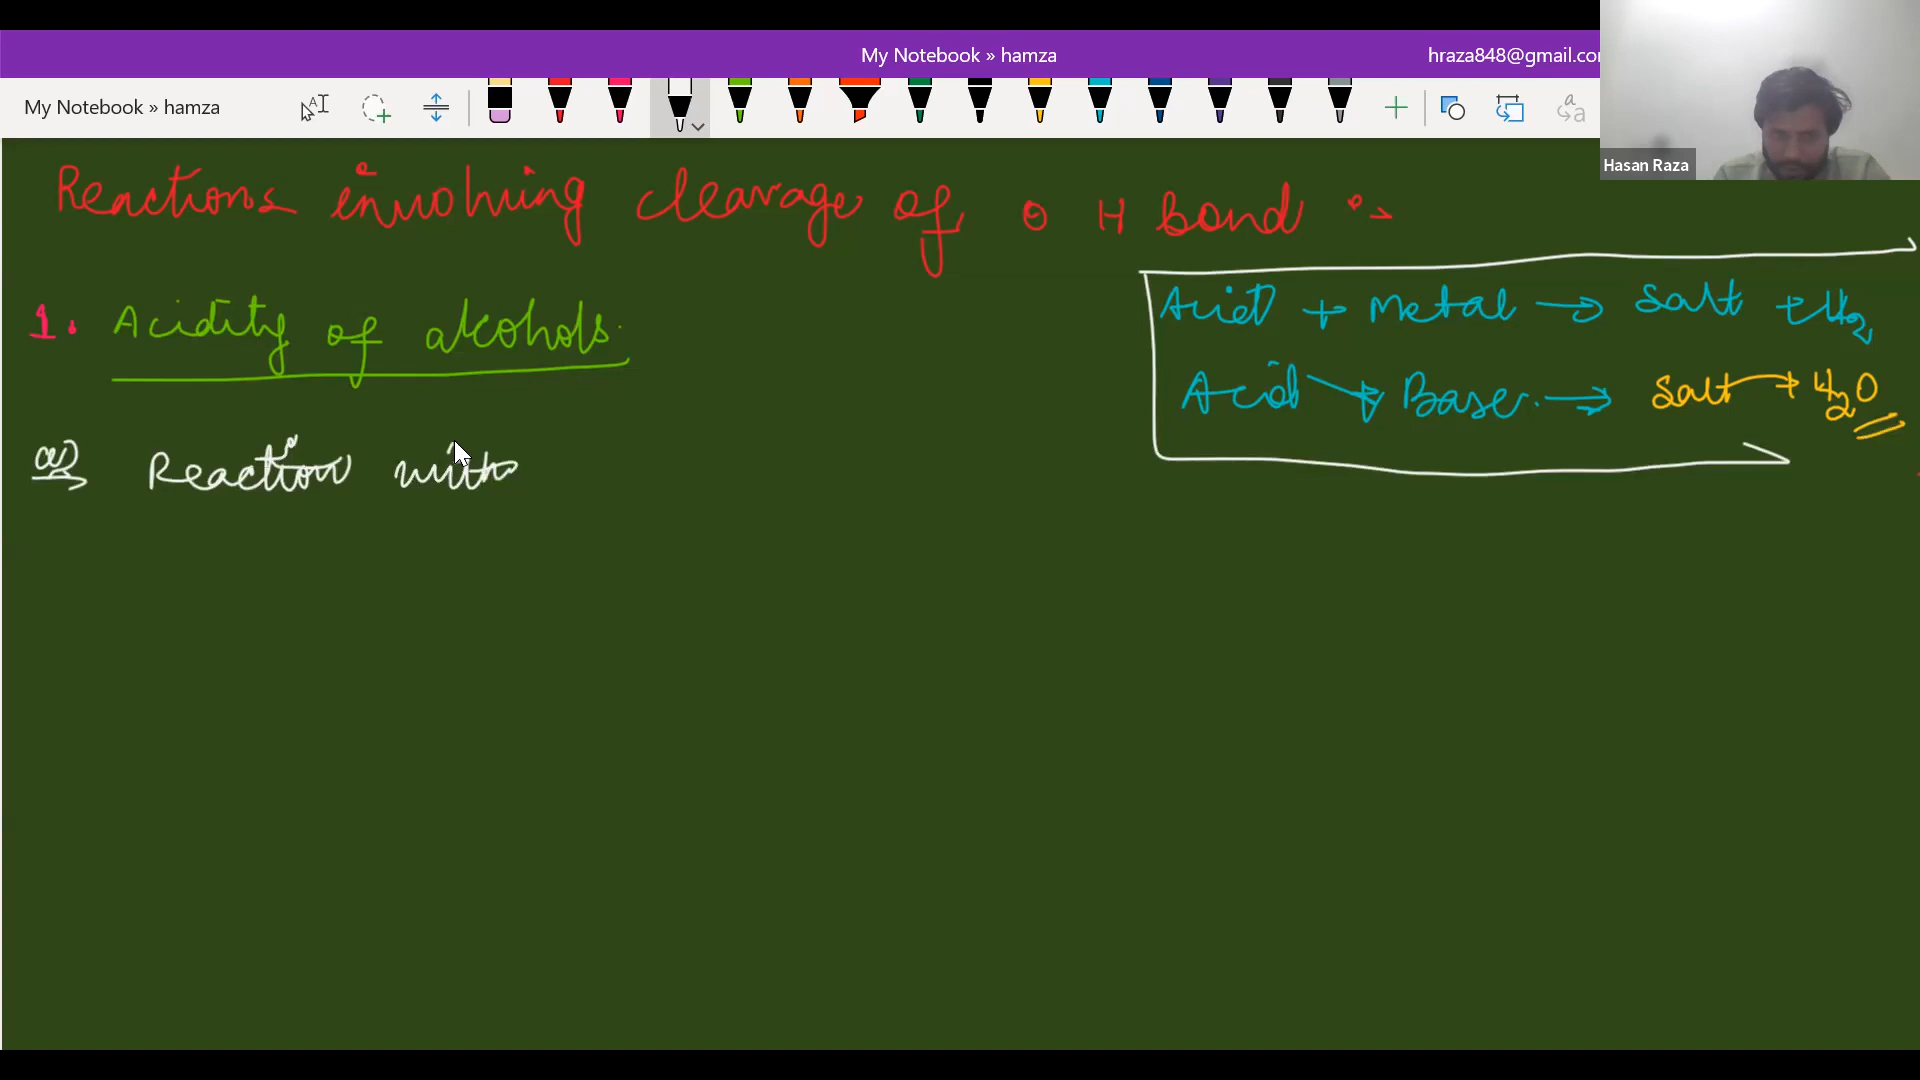 My Notebook » hamza
hraza848@gmail.co
My Notebook » hamza
Hasan Raza
Reactions involving cleavage of O H bond :-
1. Acidity of alcohols.
Acid + Metal → Salt + H2
Acid + Base. → Salt + H2O
a) Reaction with